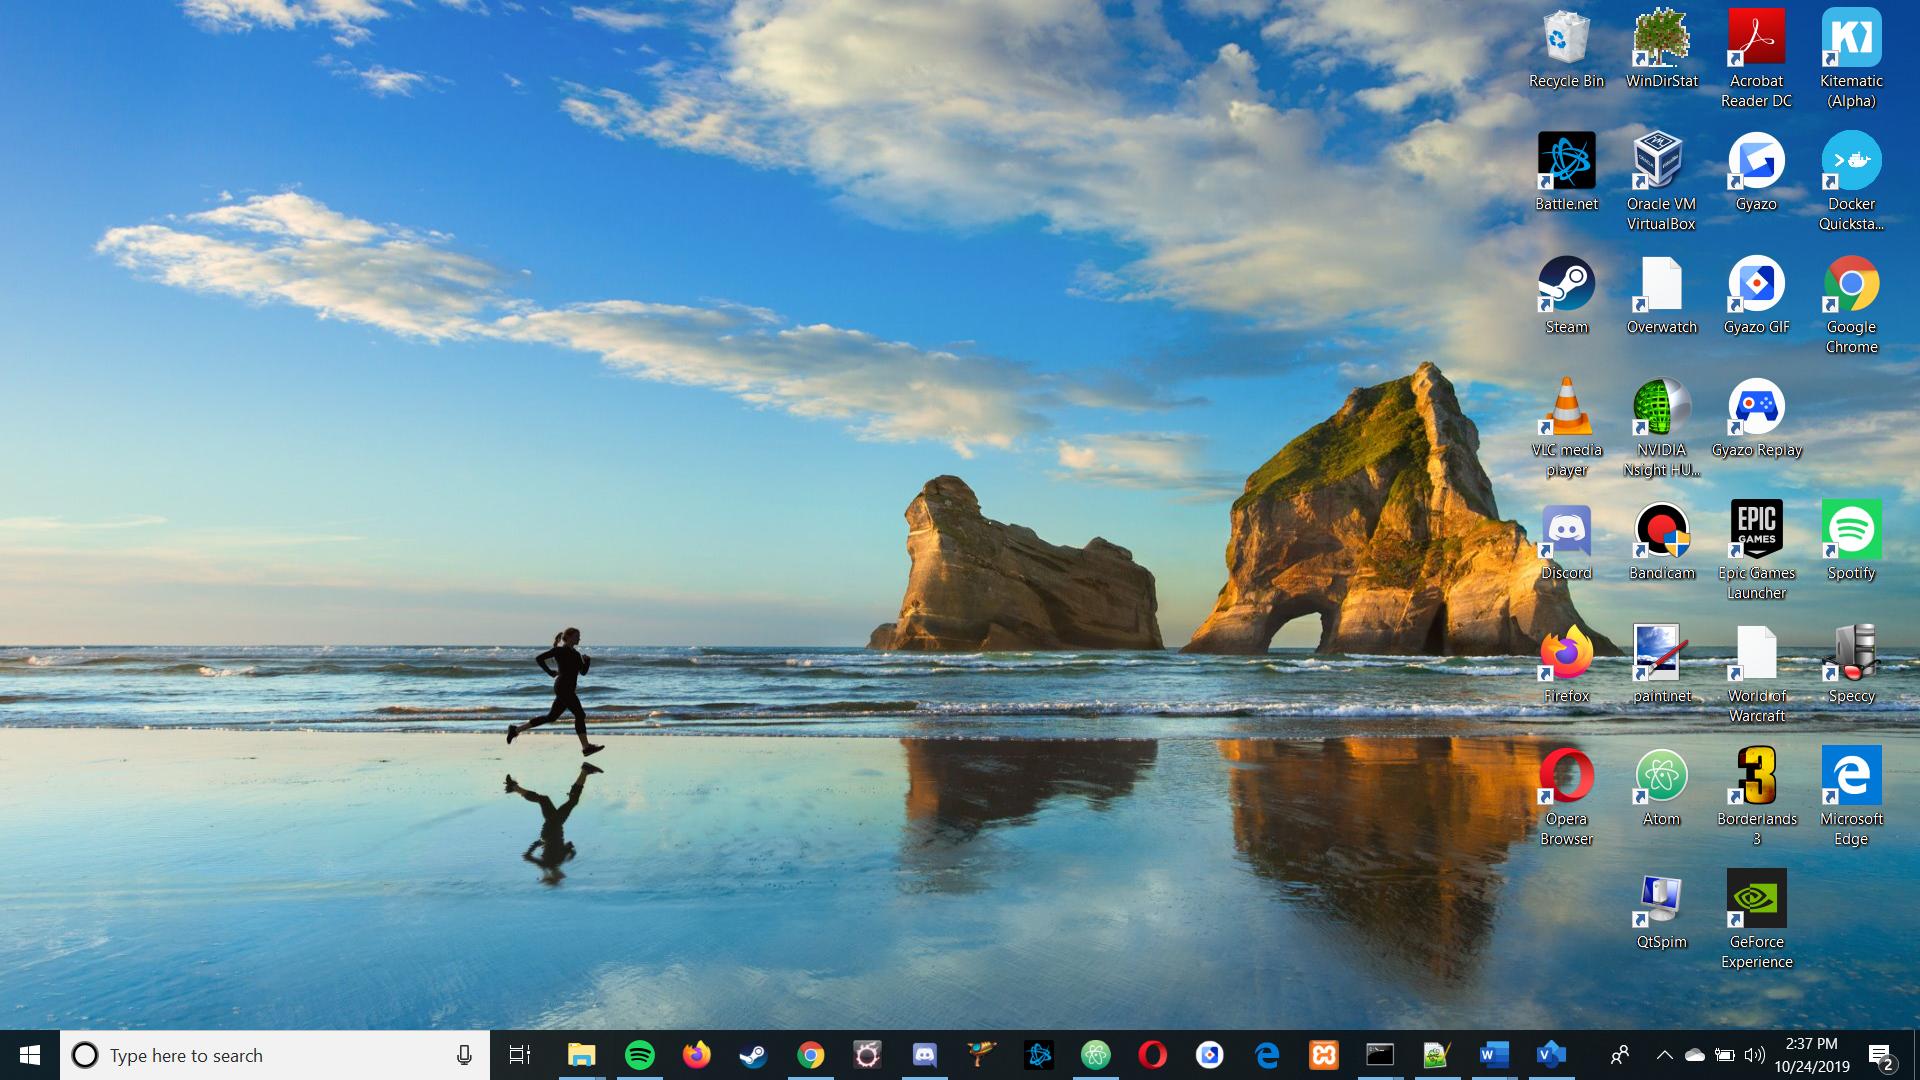 Recycle Bin
WinDirStat
Acrobat
Reader DC
Kitematic
(Alpha)
Battle.net
Oracle VM
VirtualBox
Gyazo
Docker
Quicksta...
Steam
Overwatch
Gyazo GIF
Google
Chrome
VLC media
player
NVIDIA
Nsight HU...
Gyazo Replay
Discord
Bandicam
EPIC
GAMES
Epic Games
Launcher
Spotify
Firefox
paint.net
World of
Warcraft
Speccy
Opera
Browser
Atom
3
Borderlands
3
Microsoft
Edge
QtSpim
GeForce
Experience
Type here to search
2:37 PM
10/24/2019
2